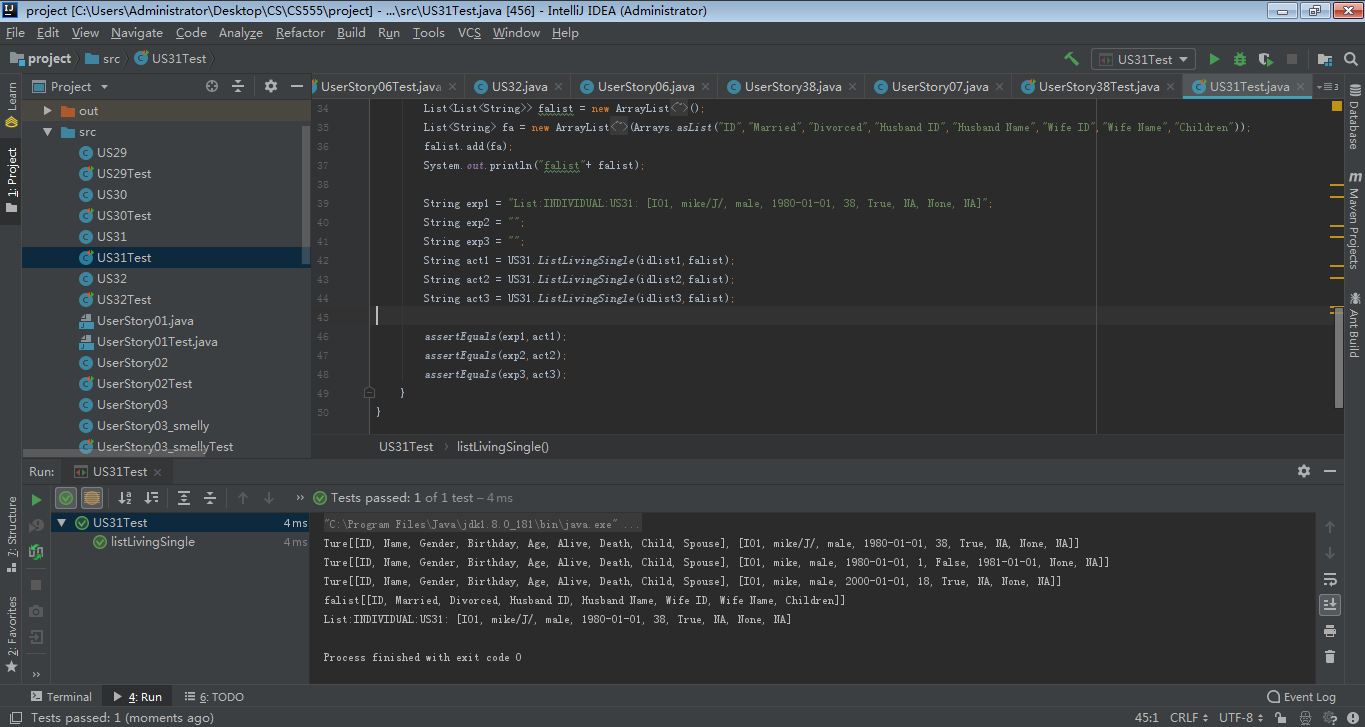 project [C:\Users\Administrator\Desktop\CS\CS555\project] - ...\src\US31Test.java [456] - IntelliJ IDEA (Administrator)
File Edit View Navigate Code Analyze Refactor Build Run Tools VCS Window Help
project src US31Test US31Test
Project UserStory06Test.java US32.java UserStory06.java UserStory38.java UserStory07.java UserStory38Test.java US31Test.java 3
Learn
1: Project
7: Structure
2: Favorites
out
src
US29
US29Test
US30
US30Test
US31
US31Test
US32
US32Test
UserStory01.java
UserStory01Test.java
UserStory02
UserStory02Test
UserStory03
UserStory03_smelly
UserStory03_smellyTest
34 List<List<String>> falist = new ArrayList<~>();
35 List<String> fa = new ArrayList<~>(Arrays.asList("ID","Married","Divorced","Husband ID","Husband Name","Wife ID","Wife Name","Children"));
36 falist.add(fa);
37 System.out.println("falist"+ falist);
38
39 String exp1 = "List:INDIVIDUAL:US31: [I01, mike/J/, male, 1980-01-01, 38, True, NA, None, NA]";
40 String exp2 = "";
41 String exp3 = "";
42 String act1 = US31.ListLivingSingle(idlist1,falist);
43 String act2 = US31.ListLivingSingle(idlist2,falist);
44 String act3 = US31.ListLivingSingle(idlist3,falist);
45
46 assertEquals(exp1,act1);
47 assertEquals(exp2,act2);
48 assertEquals(exp3,act3);
49 }
50 }
US31Test › listLivingSingle()
Database
Maven Projects
Ant Build
Run: US31Test
Tests passed: 1 of 1 test – 4 ms
US31Test 4 ms
listLivingSingle 4 ms
"C:\Program Files\Java\jdk1.8.0_181\bin\java.exe" ...
Ture[[ID, Name, Gender, Birthday, Age, Alive, Death, Child, Spouse], [I01, mike/J/, male, 1980-01-01, 38, True, NA, None, NA]]
Ture[[ID, Name, Gender, Birthday, Age, Alive, Death, Child, Spouse], [I01, mike, male, 1980-01-01, 1, False, 1981-01-01, None, NA]]
Ture[[ID, Name, Gender, Birthday, Age, Alive, Death, Child, Spouse], [I01, mike, male, 2000-01-01, 18, True, NA, None, NA]]
falist[[ID, Married, Divorced, Husband ID, Husband Name, Wife ID, Wife Name, Children]]
List:INDIVIDUAL:US31: [I01, mike/J/, male, 1980-01-01, 38, True, NA, None, NA]
Process finished with exit code 0
Terminal 4: Run 6: TODO Event Log
Tests passed: 1 (moments ago) 45:1 CRLF UTF-8